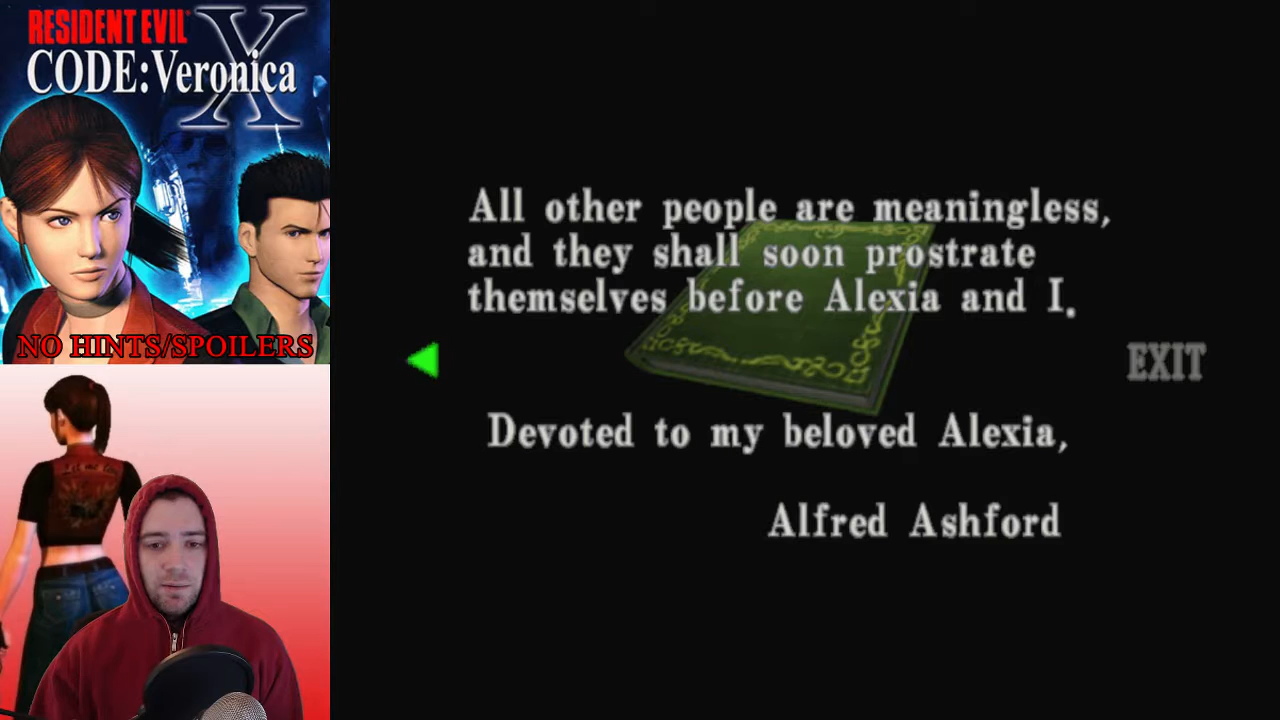 RESIDENT EVIL
CODE:Veronica
X
NO HINTS/SPOILERS
All other people are meaningless,
and they shall soon prostrate
themselves before Alexia and I.
EXIT
Devoted to my beloved Alexia,
Alfred Ashford